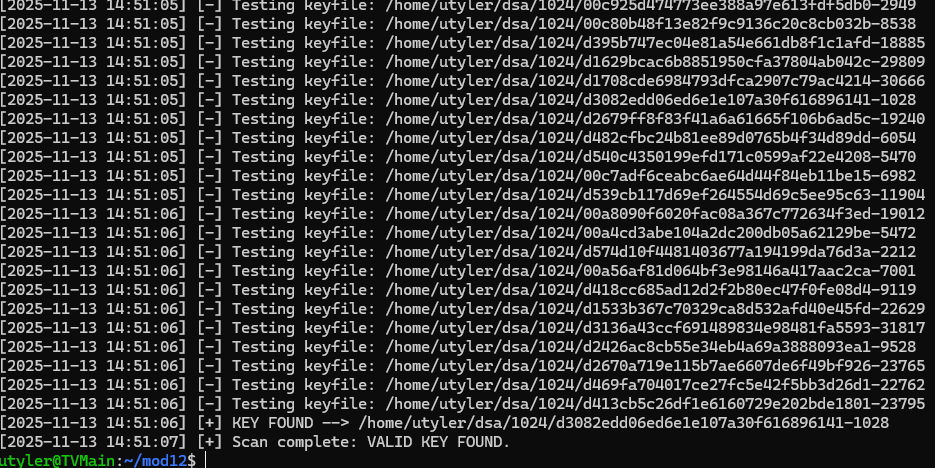 [2025-11-13 14:51:05] [-] Testing keyfile: /home/utyler/dsa/1024/00c925d474773ee388a97e613fdf5db0-2949
[2025-11-13 14:51:05] [-] Testing keyfile: /home/utyler/dsa/1024/00c80b48f13e82f9c9136c20c8cb032b-8538
[2025-11-13 14:51:05] [-] Testing keyfile: /home/utyler/dsa/1024/d395b747ec04e81a54e661db8f1c1afd-18885
[2025-11-13 14:51:05] [-] Testing keyfile: /home/utyler/dsa/1024/d1629bcac6b8851950cfa37804ab042c-29809
[2025-11-13 14:51:05] [-] Testing keyfile: /home/utyler/dsa/1024/d1708cde6984793dfca2907c79ac4214-30666
[2025-11-13 14:51:05] [-] Testing keyfile: /home/utyler/dsa/1024/d3082edd06ed6e1e107a30f616896141-1028
[2025-11-13 14:51:05] [-] Testing keyfile: /home/utyler/dsa/1024/d2679ff8f83f41a6a61665f106b6ad5c-19240
[2025-11-13 14:51:05] [-] Testing keyfile: /home/utyler/dsa/1024/d482cfbc24b81ee89d0765b4f34d89dd-6054
[2025-11-13 14:51:05] [-] Testing keyfile: /home/utyler/dsa/1024/d540c4350199efd171c0599af22e4208-5470
[2025-11-13 14:51:05] [-] Testing keyfile: /home/utyler/dsa/1024/00c7adf6ceabc6ae64d44f84eb11be15-6982
[2025-11-13 14:51:05] [-] Testing keyfile: /home/utyler/dsa/1024/d539cb117d69ef264554d69c5ee95c63-11904
[2025-11-13 14:51:06] [-] Testing keyfile: /home/utyler/dsa/1024/00a8090f6020fac08a367c772634f3ed-19012
[2025-11-13 14:51:06] [-] Testing keyfile: /home/utyler/dsa/1024/00a4cd3abe104a2dc200db05a62129be-5472
[2025-11-13 14:51:06] [-] Testing keyfile: /home/utyler/dsa/1024/d574d10f4481403677a194199da76d3a-2212
[2025-11-13 14:51:06] [-] Testing keyfile: /home/utyler/dsa/1024/00a56af81d064bf3e98146a417aac2ca-7001
[2025-11-13 14:51:06] [-] Testing keyfile: /home/utyler/dsa/1024/d418cc685ad12d2f2b80ec47f0fe08d4-9119
[2025-11-13 14:51:06] [-] Testing keyfile: /home/utyler/dsa/1024/d1533b367c70329ca8d532afd40e45fd-22629
[2025-11-13 14:51:06] [-] Testing keyfile: /home/utyler/dsa/1024/d3136a43ccf691489834e98481fa5593-31817
[2025-11-13 14:51:06] [-] Testing keyfile: /home/utyler/dsa/1024/d2426ac8cb55e34eb4a69a3888093ea1-9528
[2025-11-13 14:51:06] [-] Testing keyfile: /home/utyler/dsa/1024/d2670a719e115b7ae6607de6f49bf926-23765
[2025-11-13 14:51:06] [-] Testing keyfile: /home/utyler/dsa/1024/d469fa704017ce27fc5e42f5bb3d26d1-22762
[2025-11-13 14:51:06] [-] Testing keyfile: /home/utyler/dsa/1024/d413cb5c26df1e6160729e202bde1801-23795
[2025-11-13 14:51:06] [+] KEY FOUND --> /home/utyler/dsa/1024/d3082edd06ed6e1e107a30f616896141-1028
[2025-11-13 14:51:07] [+] Scan complete: VALID KEY FOUND.
utyler@TVMain:~/mod12$